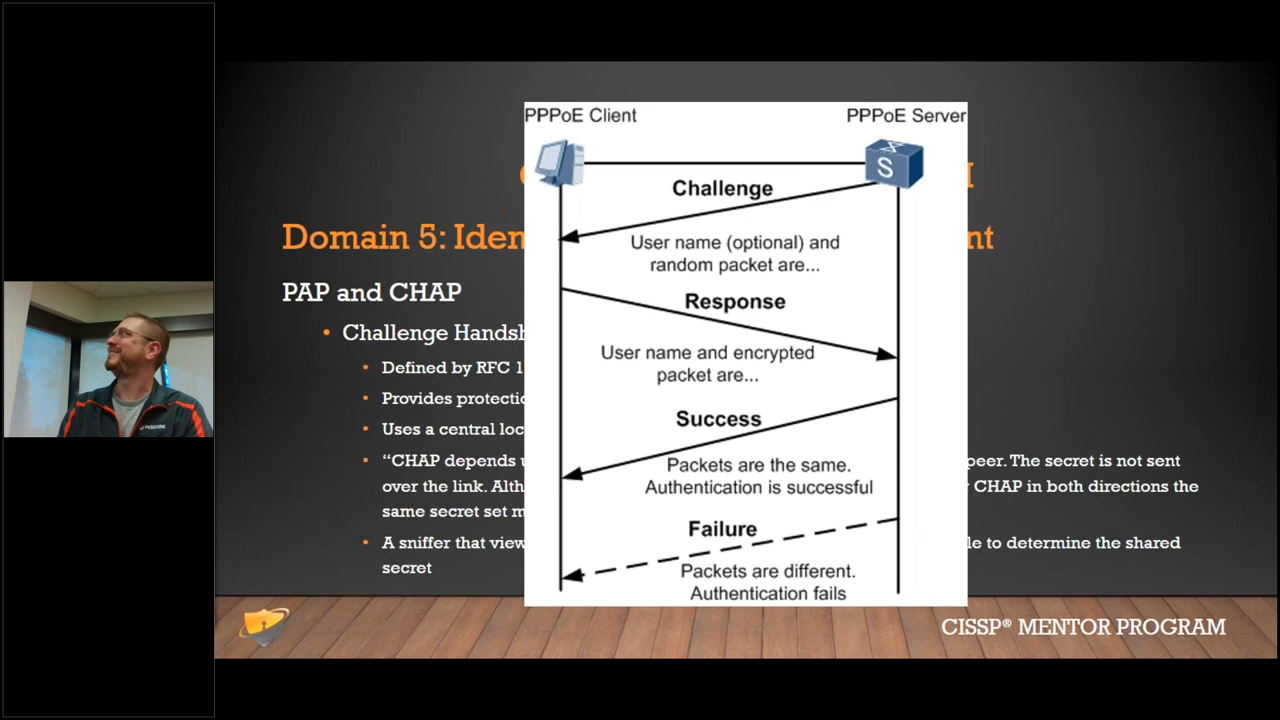 PPPoE Client
PPPoE Server
Challenge
User name (optional) and
random packet are...
Response
User name and encrypted
packet are...
Success
Packets are the same.
Authentication is successful
Failure
Packets are different.
Authentication fails
Domain 5: Iden
nt
PAP and CHAP
• Challenge Handsh
• Defined by RFC 1
• Provides protectio
• Uses a central loc
• “CHAP depends u peer. The secret is not sent
over the link. Alth CHAP in both directions the
same secret set m
• A sniffer that view le to determine the shared
secret
CISSP® MENTOR PROGRAM